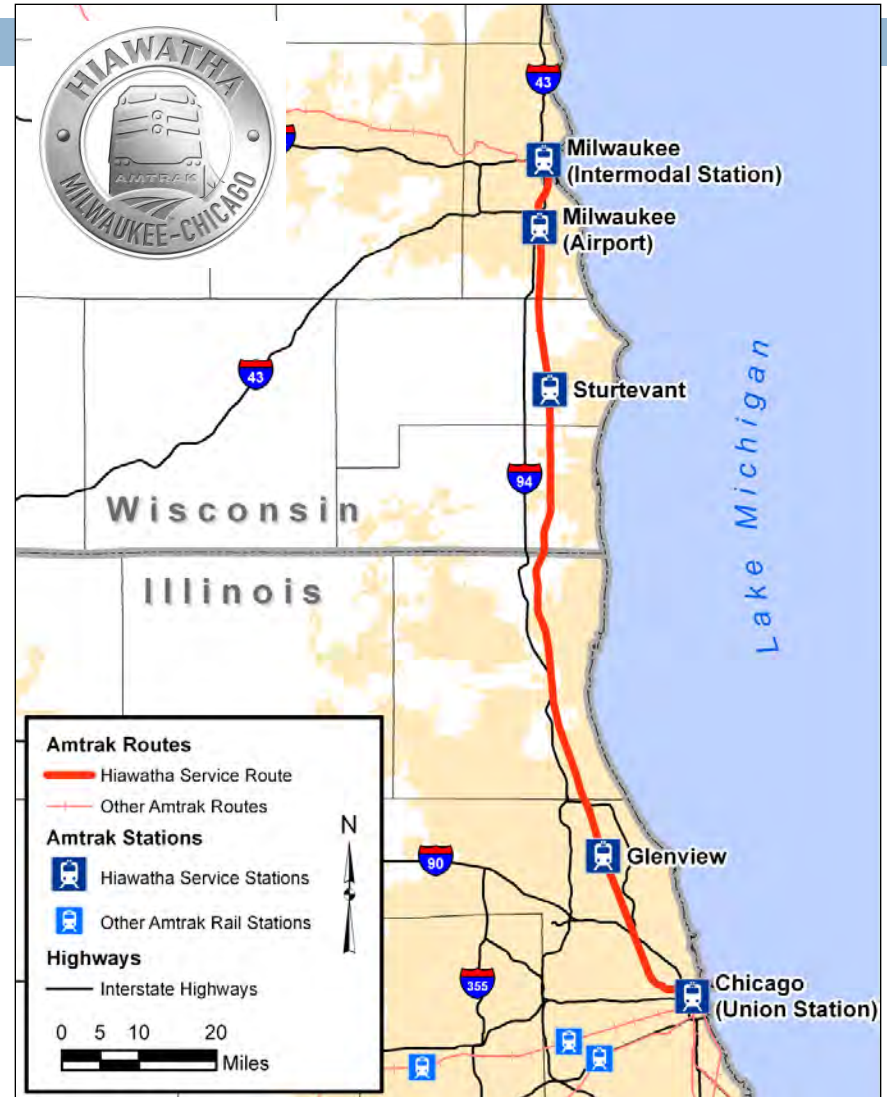 HIAWATHA
AMTRAK
MILWAUKEE-CHICAGO
43
Milwaukee
(Intermodal Station)
Milwaukee
(Airport)
43
Sturtevant
94
Lake Michigan
Wisconsin
Illinois
Amtrak Routes
Hiawatha Service Route
Other Amtrak Routes
Amtrak Stations
Hiawatha Service Stations
Other Amtrak Rail Stations
Highways
Interstate Highways
0 5 10 20
Miles
N
90
Glenview
355
Chicago
(Union Station)